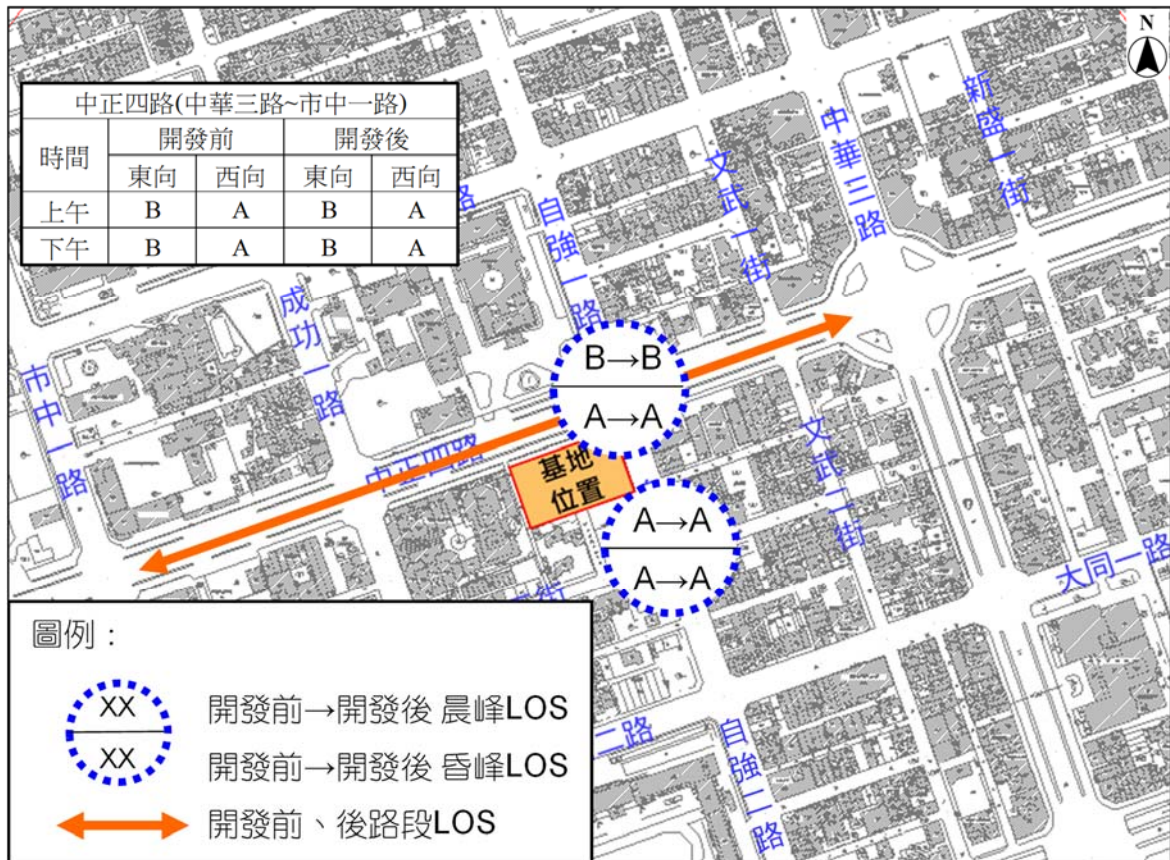 N
中正四路(中華三路~市中一路)
時間 開發前 開發後
東向 西向 東向 西向
上午 B A B A
下午 B A B A
路
自強一路
文武一街
中華三路
新盛一街
成功一路
市中一路
中正四路
B→B
A→A
基地
位置
A→A
A→A
文武二街
大同一路
街
二路
自強二路
圖例：
XX
XX
開發前→開發後 晨峰LOS
開發前→開發後 昏峰LOS
開發前、後路段LOS